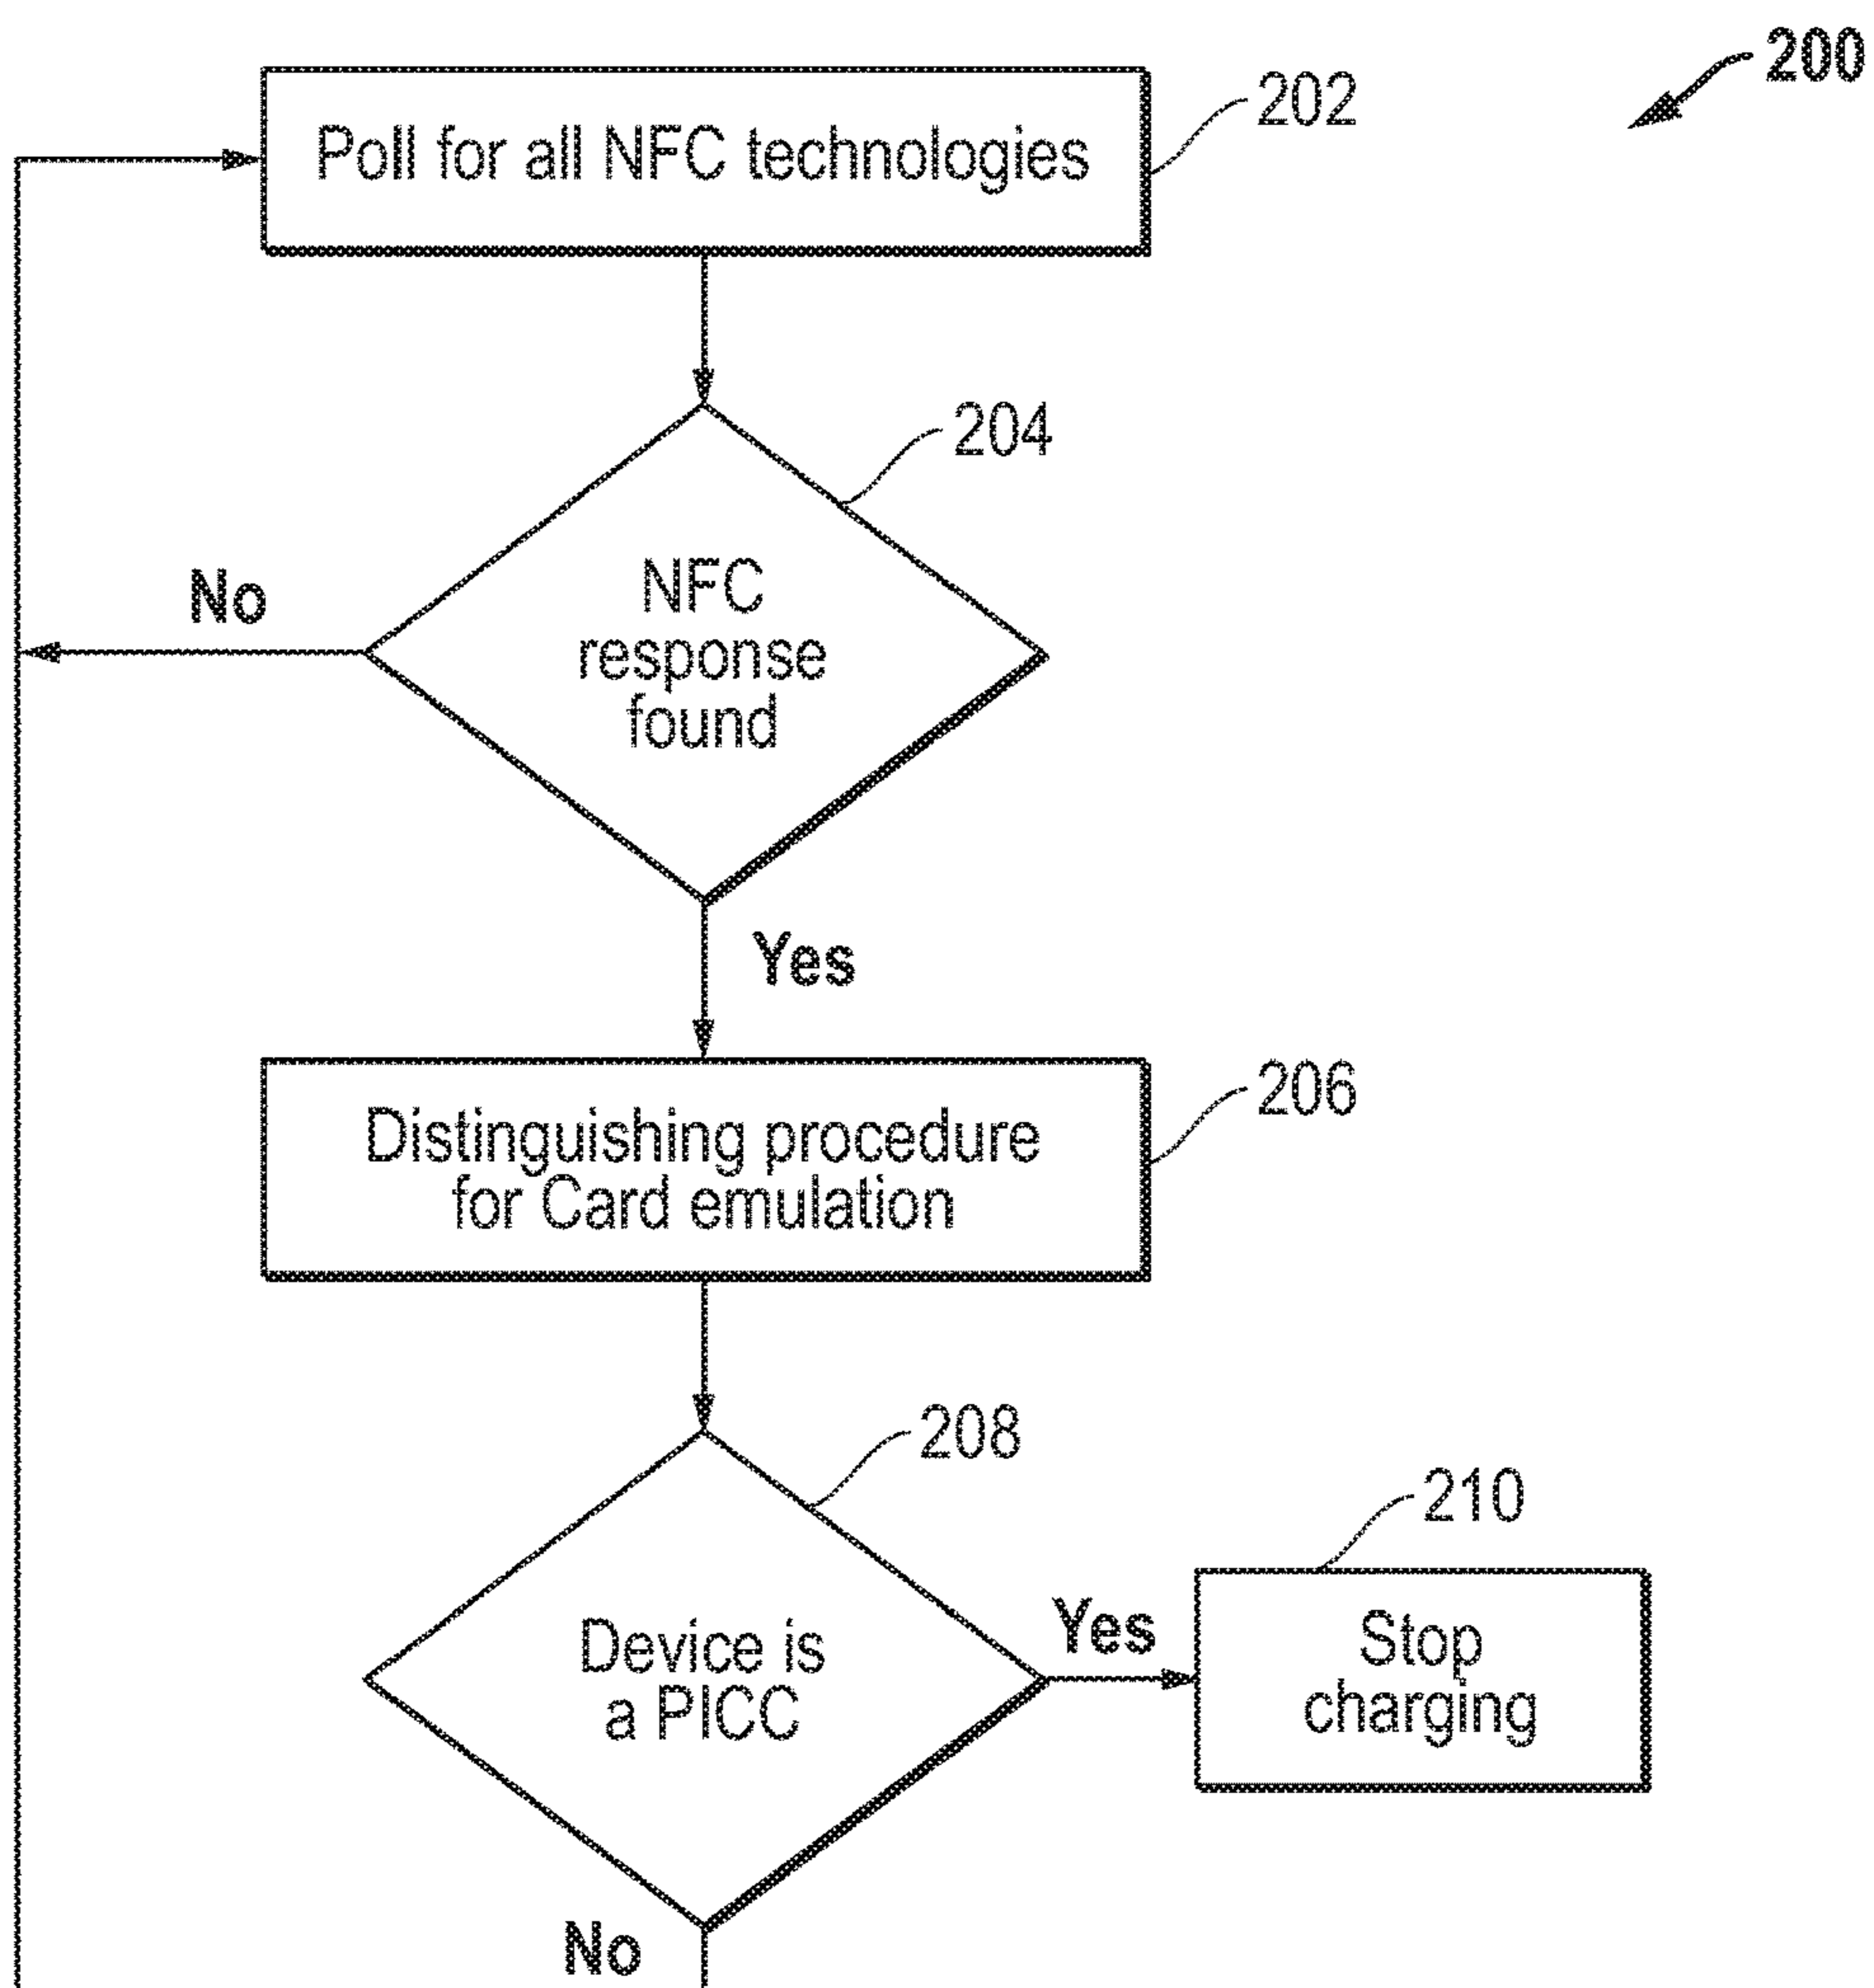 200
Poll for all NFC technologies
202
204
NFC
response
found
No
Yes
Distinguishing procedure
for Card emulation
206
208
Device is
a PICC
Yes
210
Stop
charging
No